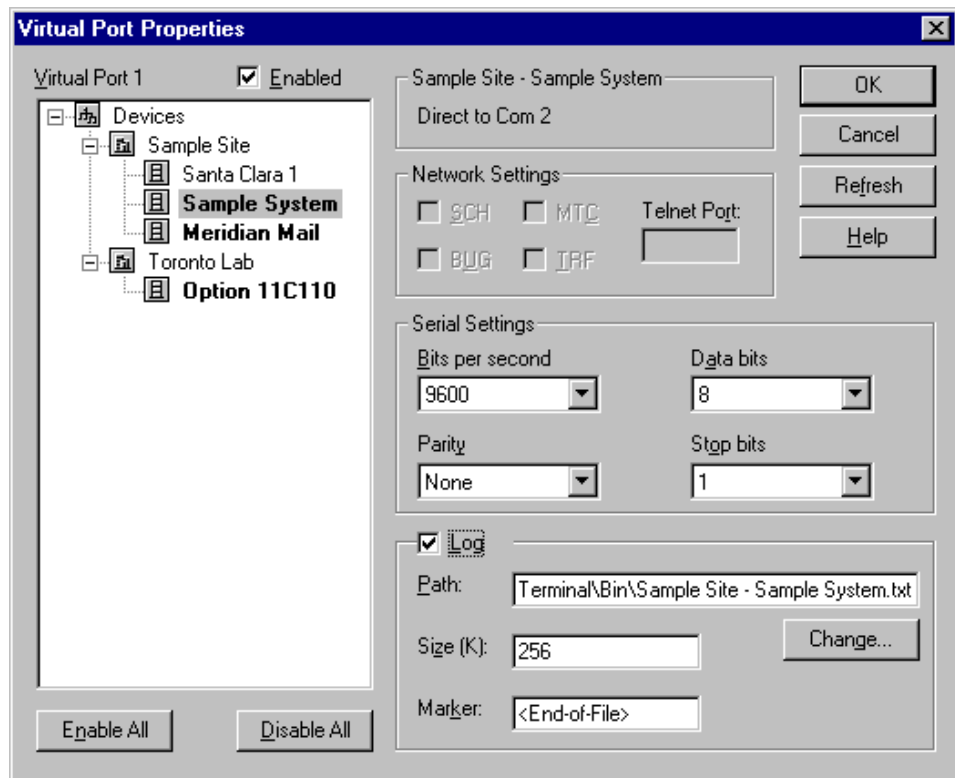 Virtual Port Properties
Virtual Port 1
Enabled
Devices
Sample Site
Santa Clara 1
Sample System
Meridian Mail
Toronto Lab
Option 11C110
Enable All
Disable All
Sample Site - Sample System
Direct to Com 2
Network Settings
SCH
MTC
Telnet Port:
BUG
TRF
Serial Settings
Bits per second
Data bits
9600
8
Parity
Stop bits
None
1
Log
Path:
Terminal\Bin\Sample Site - Sample System.txt
Size (K):
256
Change...
Marker:
<End-of-File>
OK
Cancel
Refresh
Help